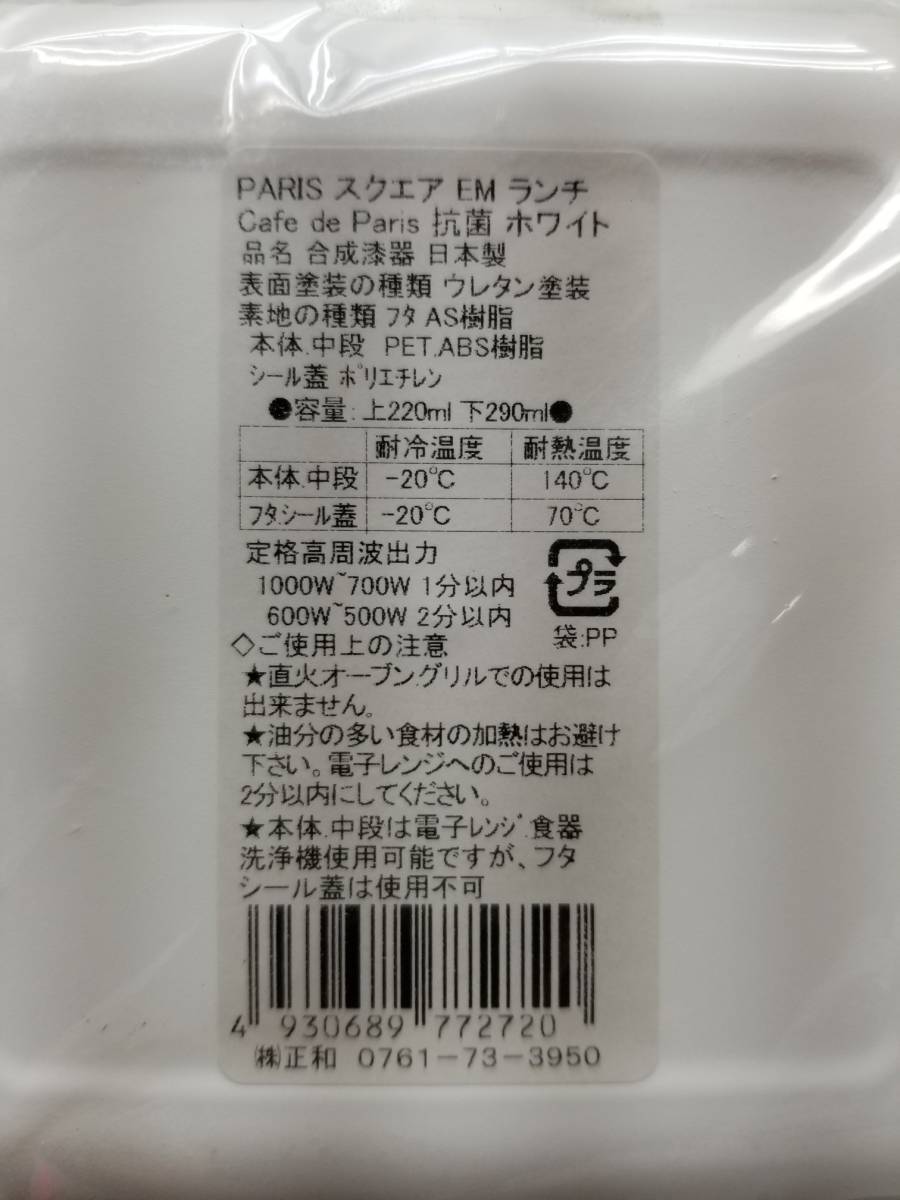 PARIS スクエア EM ランチ
Cafe de Paris 抗菌 ホワイト
品名 合成漆器 日本製
表面塗装の種類 ウレタン塗装
素地の種類 ﾌﾀ AS樹脂
本体.中段 PET.ABS樹脂
ｼｰﾙ蓋 ﾎﾟﾘｴﾁﾚﾝ
●容量:上220ml 下290ml●
耐冷温度 耐熱温度
本体.中段 -20℃ 140℃
ﾌﾀ.ｼｰﾙ蓋 -20℃ 70℃
定格高周波出力
1000W~700W 1分以内
600W~500W 2分以内
プラ
袋:PP
◇ご使用上の注意
★直火.オーブン.グリルでの使用は
出来ません。
★油分の多い食材の加熱はお避け
下さい。電子レンジへのご使用は
2分以内にしてください。
★本体.中段は電子ﾚﾝｼﾞ.食器
洗浄機使用可能ですが、フタ
シール蓋は使用不可
4 930689 772720
㈱正和 0761-73-3950